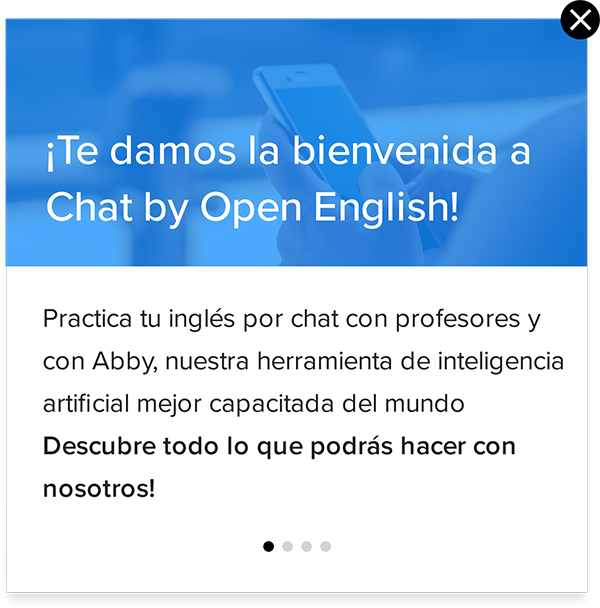 ¡Te damos la bienvenida a
Chat by Open English!
Practica tu inglés por chat con profesores y
con Abby, nuestra herramienta de inteligencia
artificial mejor capacitada del mundo
Descubre todo lo que podrás hacer con
nosotros!